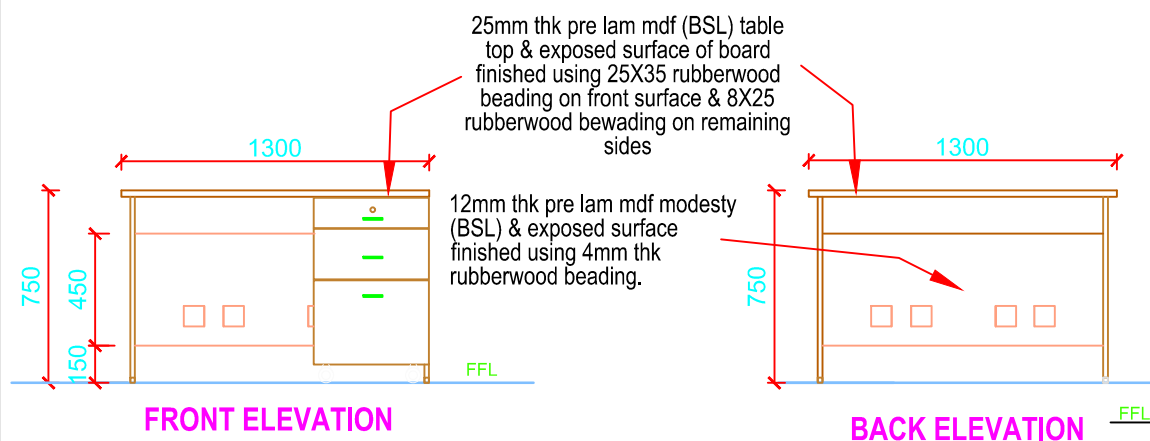 25mm thk pre lam mdf (BSL) table
top & exposed surface of board
finished using 25X35 rubberwood
beading on front surface & 8X25
rubberwood bewading on remaining
sides
1300
1300
12mm thk pre lam mdf modesty
(BSL) & exposed surface
finished using 4mm thk
rubberwood beading.
750
450
150
750
FFL
FRONT ELEVATION
BACK ELEVATION
FFL